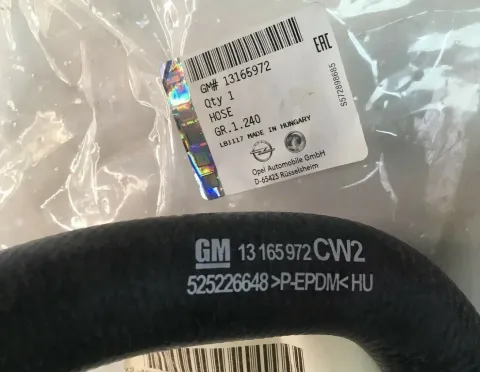 GM# 13165972
Qty 1
HOSE
GR.1.240
LB1117 MADE IN HUNGARY
Opel Automobile GmbH
D-65423 Rüsselsheim
EAC
GM 13 165 972 CW2
525226648 >P-EPDM< HU